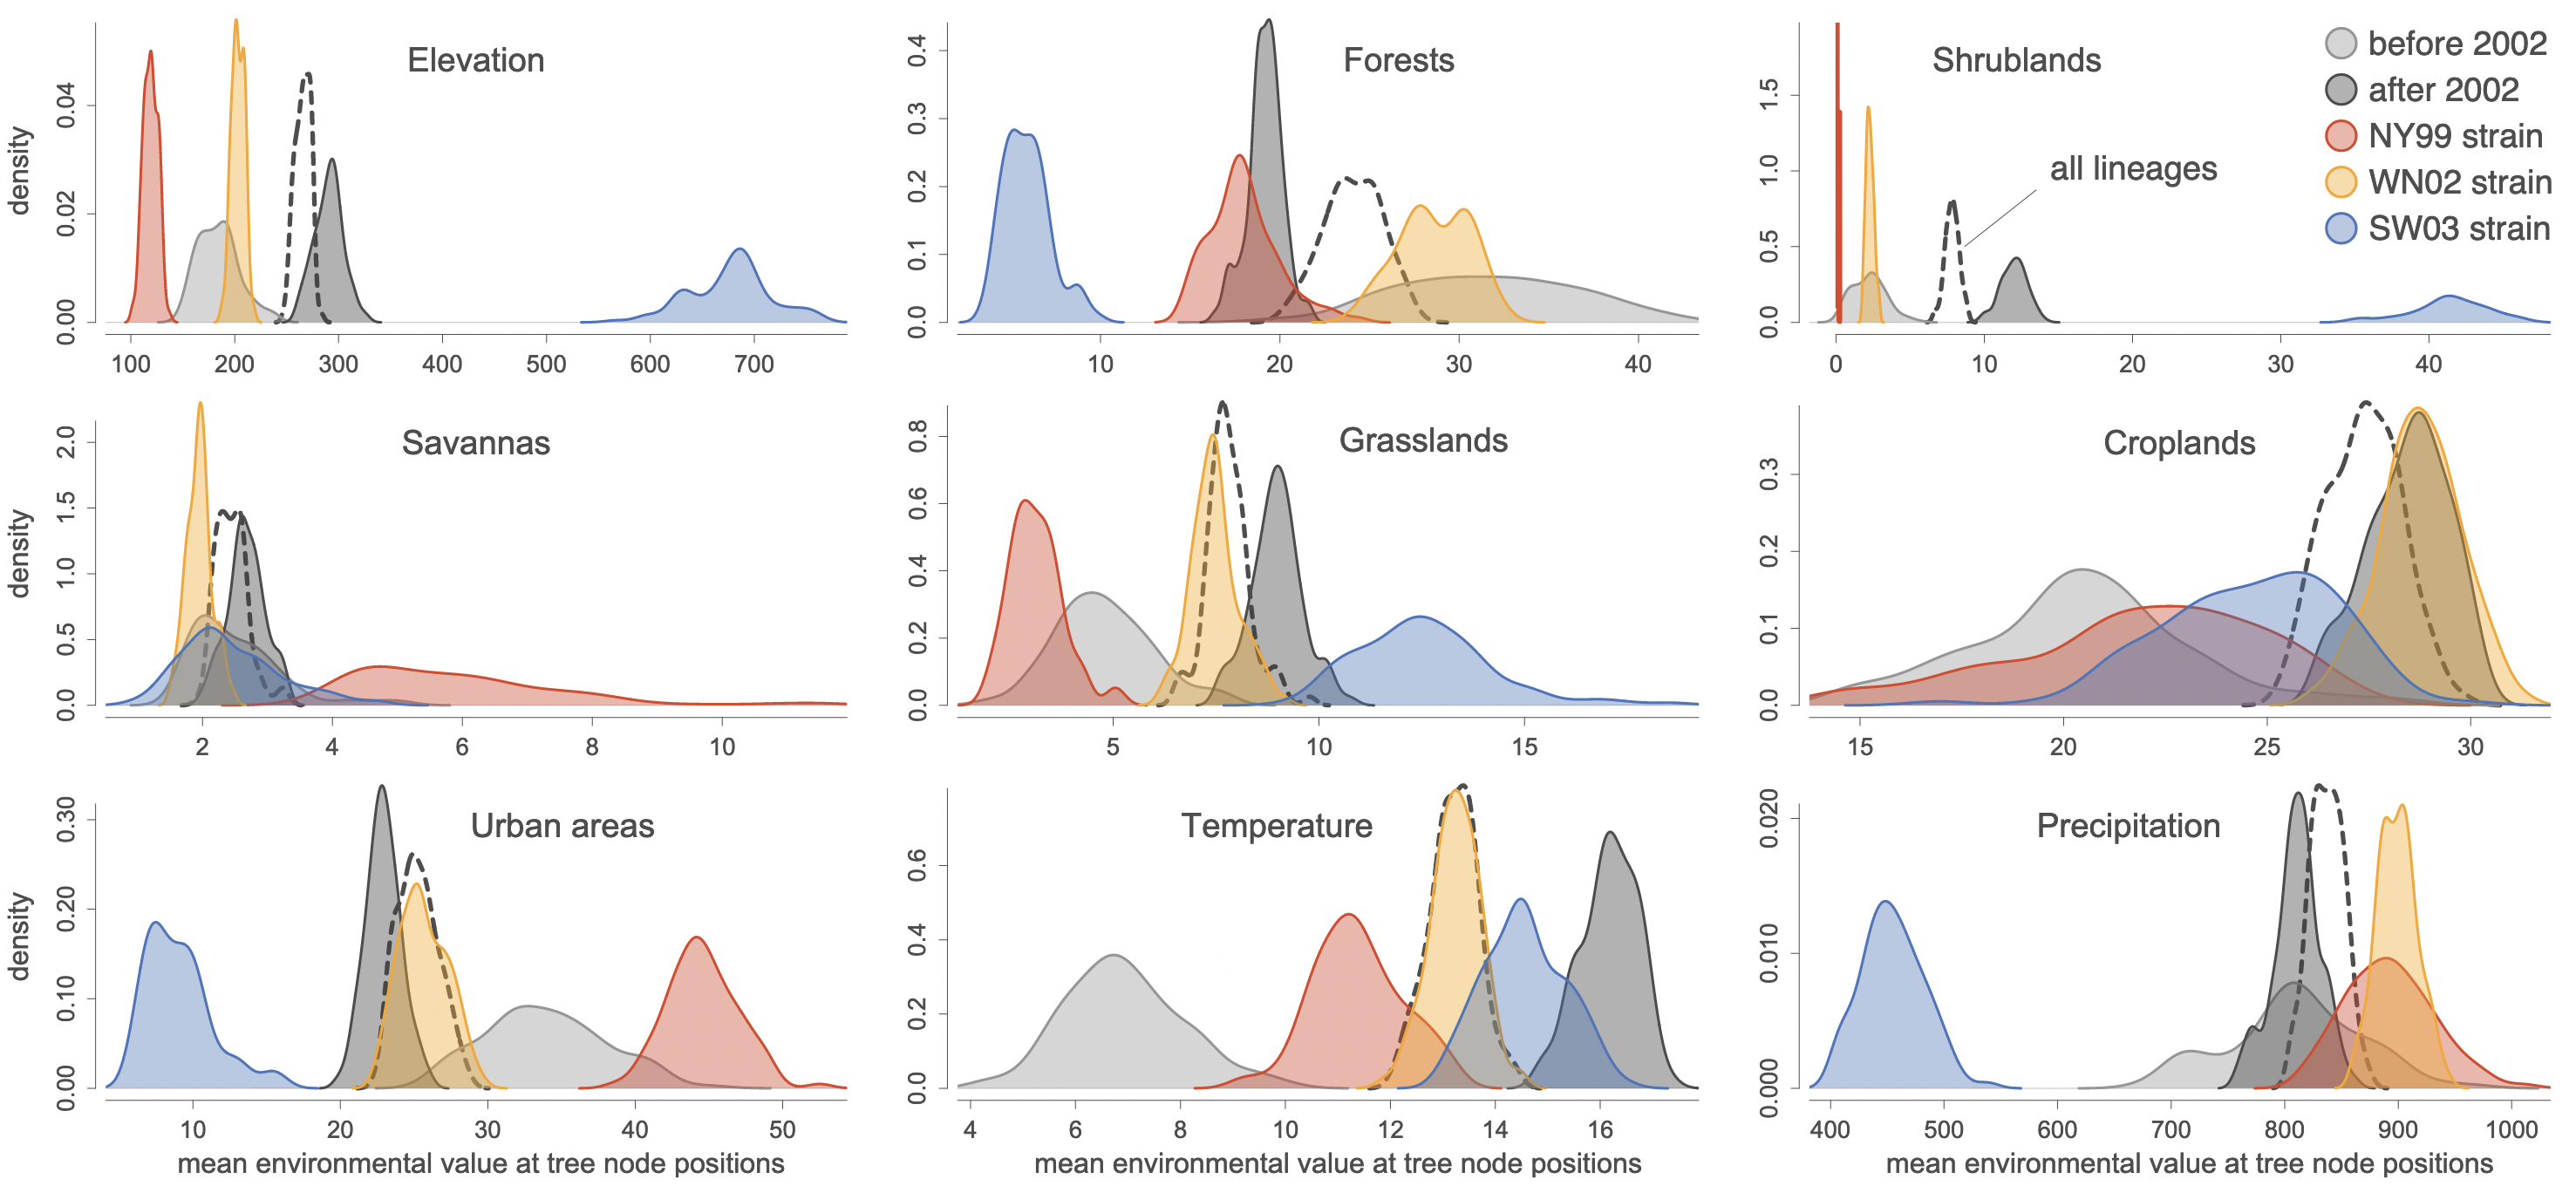 Elevation
density
0.00 0.02 0.04
100 200 300 400 500 600 700
Forests
0.0 0.1 0.2 0.3 0.4
10 20 30 40
Shrublands
all lineages
0.0 0.5 1.0 1.5
0 10 20 30 40
before 2002
after 2002
NY99 strain
WN02 strain
SW03 strain
Savannas
density
0.0 0.5 1.0 1.5 2.0
2 4 6 8 10
Grasslands
0.0 0.2 0.4 0.6 0.8
5 10 15
Croplands
0.0 0.1 0.2 0.3
15 20 25 30
Urban areas
density
0.00 0.10 0.20 0.30
10 20 30 40 50
mean environmental value at tree node positions
Temperature
0.0 0.2 0.4 0.6
4 6 8 10 12 14 16
mean environmental value at tree node positions
Precipitation
0.000 0.010 0.020
400 500 600 700 800 900 1000
mean environmental value at tree node positions